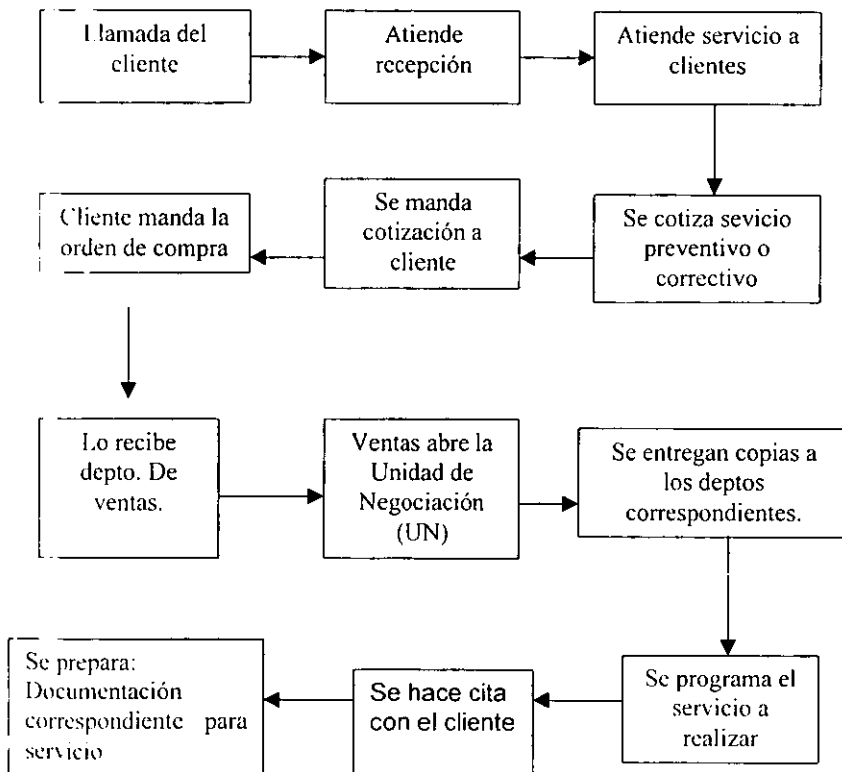 Llamada del
cliente
Atiende
recepción
Atiende servicio a
clientes
Se cotiza sevicio
preventivo o
correctivo
Se manda
cotización a
cliente
Cliente manda la
orden de compra
Lo recibe
depto. De
ventas.
Ventas abre la
Unidad de
Negociación
(UN)
Se entregan copias a
los deptos
correspondientes.
Se programa el
servicio a
realizar
Se hace cita
con el cliente
Se prepara:
Documentación
correspondiente para
servicio